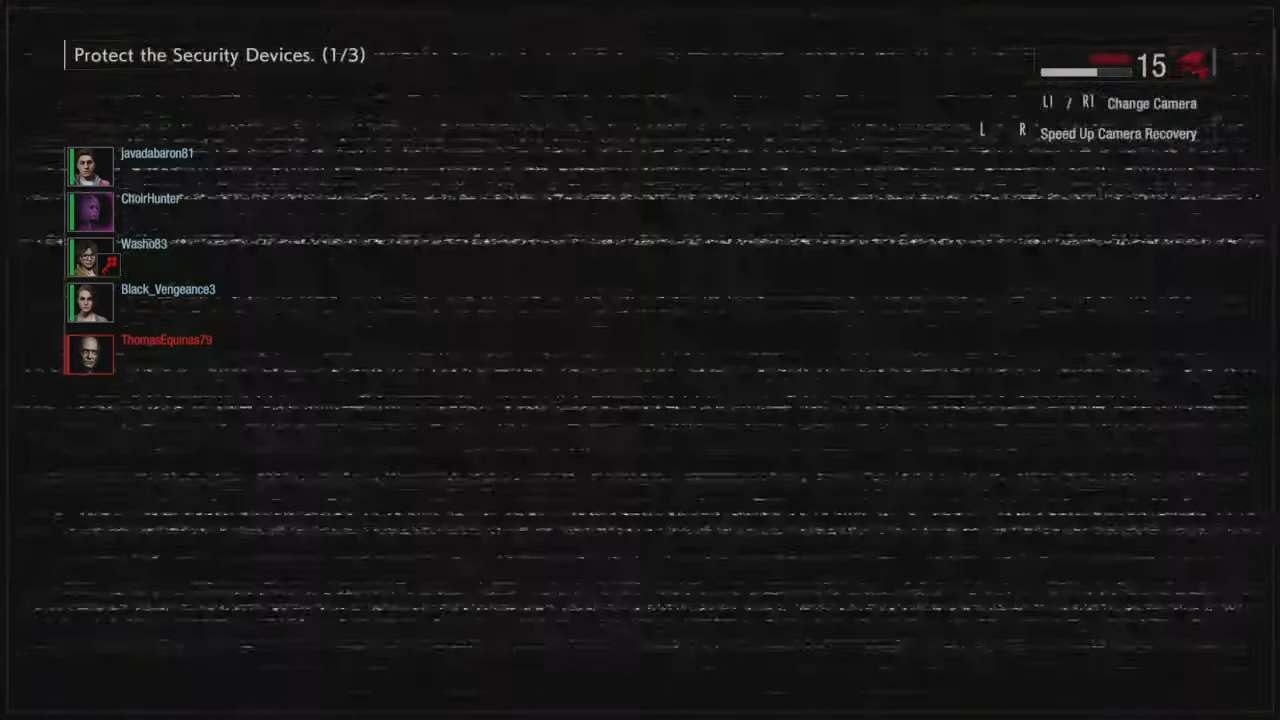 Protect the Security Devices. (1/3)
15
L1 / R1 Change Camera
L R Speed Up Camera Recovery
javadabaron81
ChoirHunter
Washo83
Black_Vengeance3
ThomasEquinas79